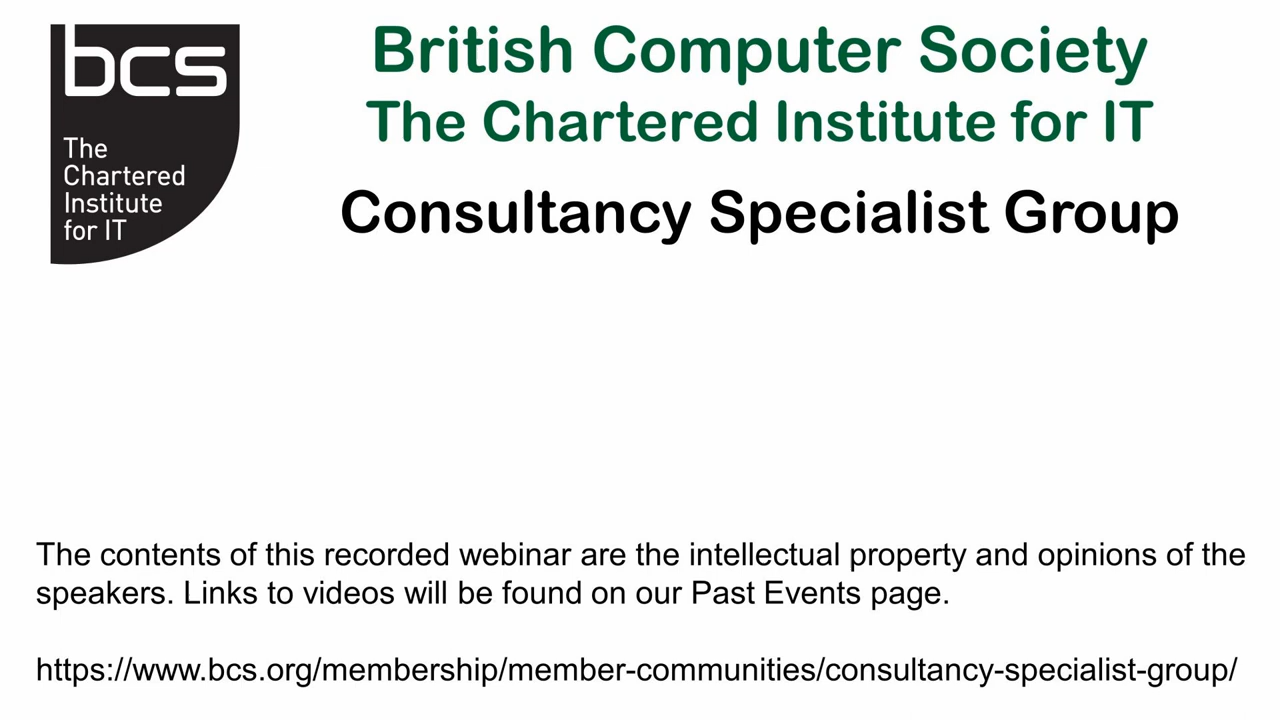 bcs
The
Chartered
Institute
for IT
British Computer Society
The Chartered Institute for IT
Consultancy Specialist Group
The contents of this recorded webinar are the intellectual property and opinions of the
speakers. Links to videos will be found on our Past Events page.
https://www.bcs.org/membership/member-communities/consultancy-specialist-group/